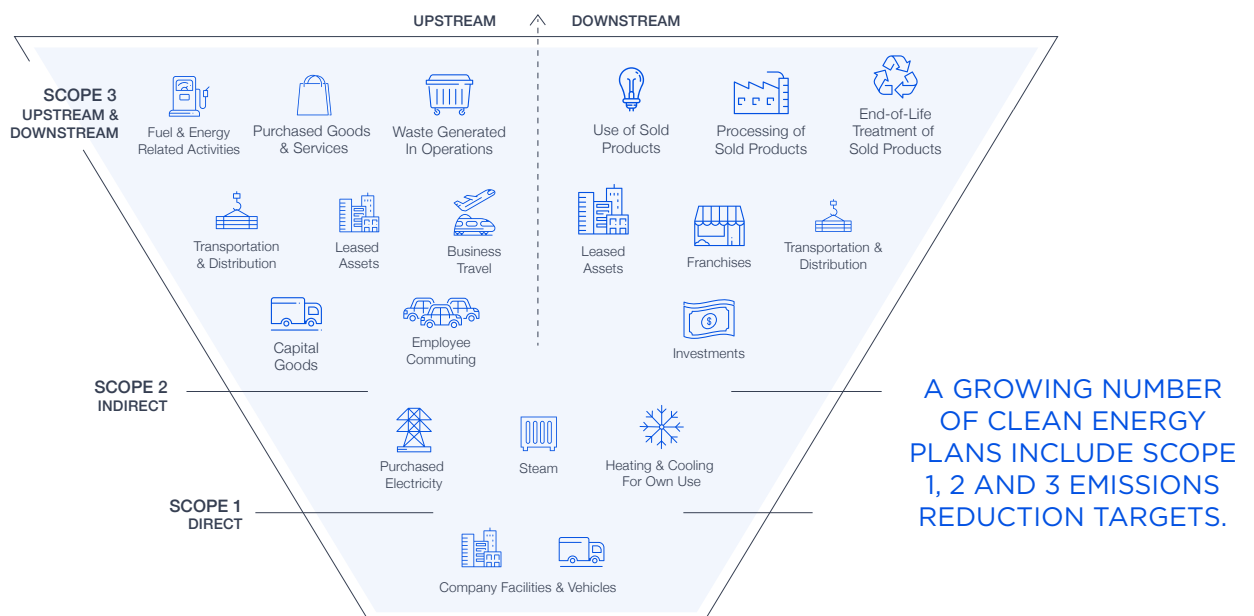 UPSTREAM
DOWNSTREAM
SCOPE 3
UPSTREAM &
DOWNSTREAM
Fuel & Energy
Related Activities
Purchased Goods
& Services
Waste Generated
In Operations
Use of Sold
Products
Processing of
Sold Products
End-of-Life
Treatment of
Sold Products
Transportation
& Distribution
Leased
Assets
Business
Travel
Leased
Assets
Franchises
Transportation &
Distribution
Capital
Goods
Employee
Commuting
$
Investments
SCOPE 2
INDIRECT
Purchased
Electricity
Steam
Heating & Cooling
For Own Use
SCOPE 1
DIRECT
Company Facilities & Vehicles
A GROWING NUMBER
OF CLEAN ENERGY
PLANS INCLUDE SCOPE
1, 2 AND 3 EMISSIONS
REDUCTION TARGETS.